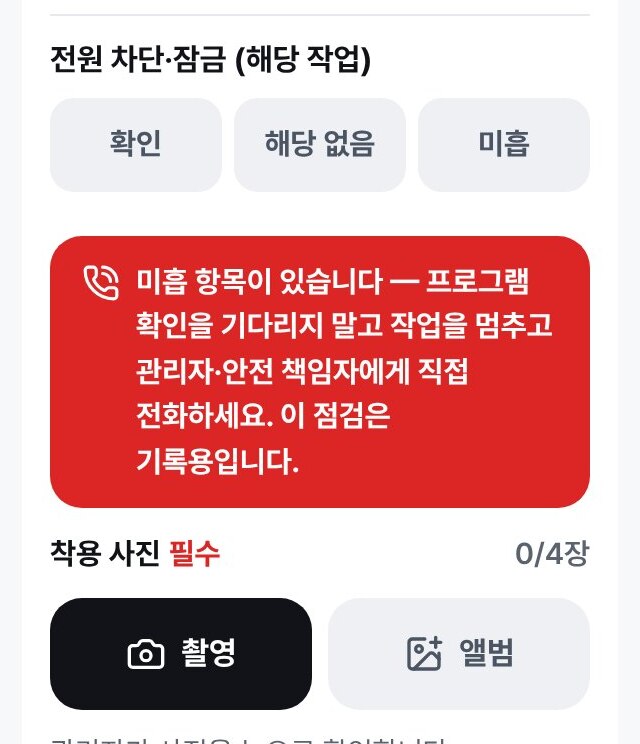 전원 차단·잠금 (해당 작업)
확인 해당 없음 미흡
미흡 항목이 있습니다 — 프로그램
확인을 기다리지 말고 작업을 멈추고
관리자·안전 책임자에게 직접
전화하세요. 이 점검은
기록용입니다.
착용 사진 필수 0/4장
촬영 앨범